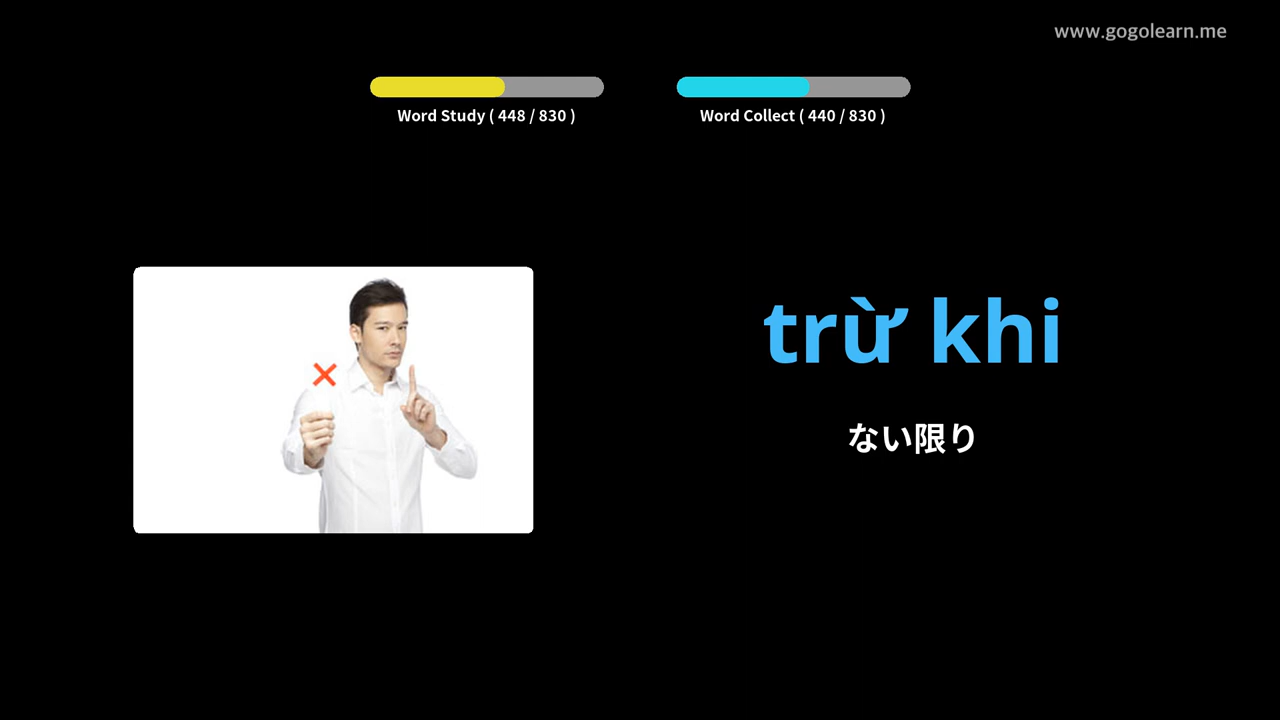 www.gogolearn.me
Word Study ( 448 / 830 )
Word Collect ( 440 / 830 )
trừ khi
ない限り